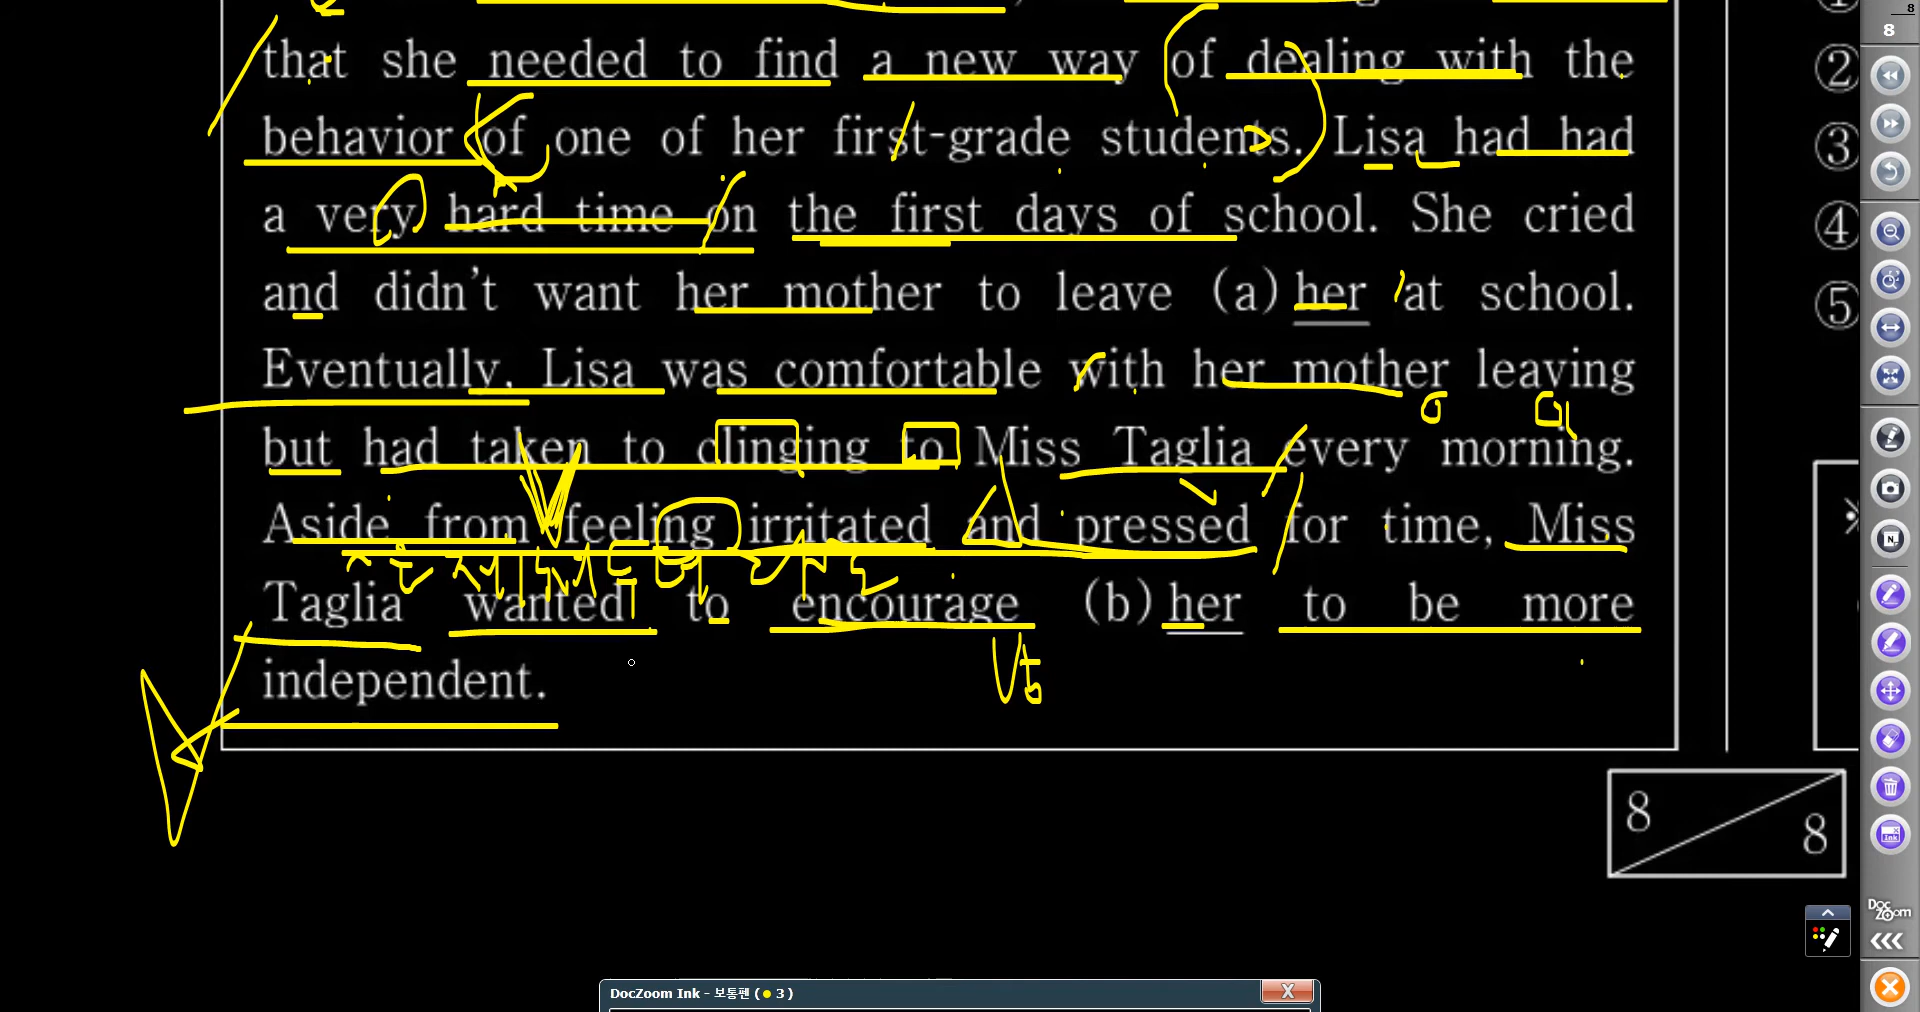 that she needed to find a new way of dealing with the
behavior of one of her first-grade students. Lisa had had
a very hard time on the first days of school. She cried
and didn't want her mother to leave (a) her at school.
Eventually, Lisa was comfortable with her mother leaving
but had taken to clinging to Miss Taglia every morning.
Aside from feeling irritated and pressed for time, Miss
Taglia wanted to encourage (b) her to be more
independent.
Vt
②
③
④
⑤
8
8
8
8
DocZoom
DocZoom Ink - 보통펜 ( 3 )